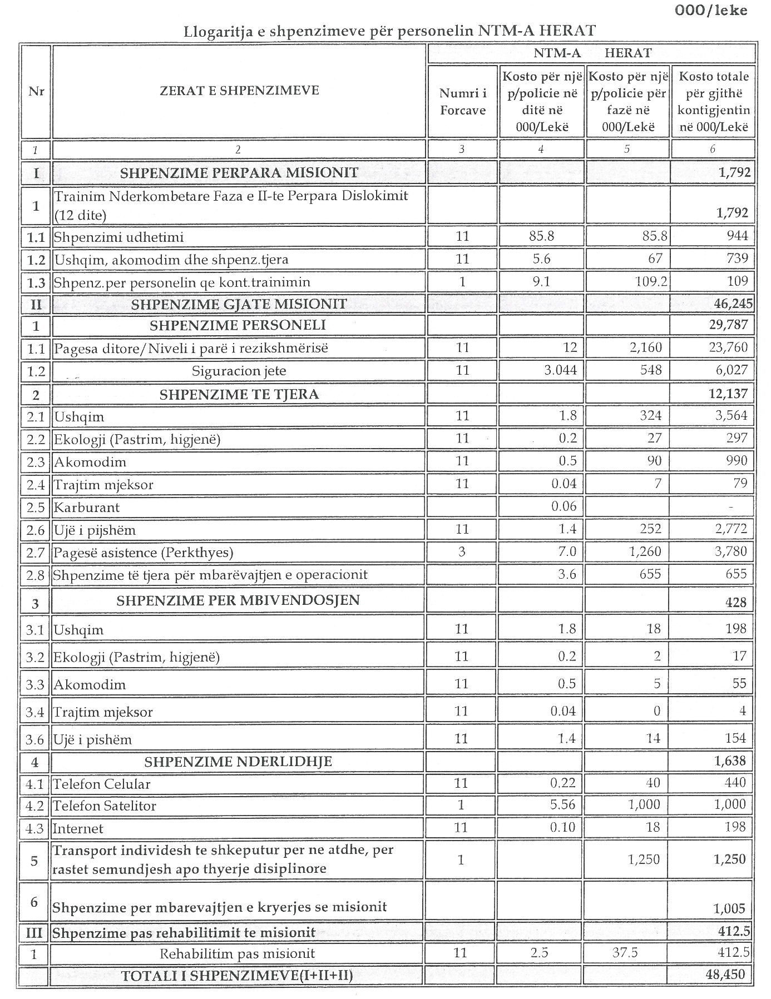 000/leke
Llogaritja e shpenzimeve për personelin NTM-A HERAT
Nr ZERAT E SHPENZIMEVE NTM-A HERAT
Numri i Forcave Kosto për një p/policie në ditë në 000/Lekë Kosto për një p/policie për fazë në 000/Lekë Kosto totale për gjithë kontigjentin në 000/Lekë
1 2 3 4 5 6
I SHPENZIME PERPARA MISIONIT 1,792
1 Trainim Nderkombetare Faza e II-te Perpara Dislokimit
(12 dite) 1,792
1.1 Shpenzimi udhetimi 11 85.8 85.8 944
1.2 Ushqim, akomodim dhe shpenz.tjera 11 5.6 67 739
1.3 Shpenz.per personelin qe kont.trainimin 1 9.1 109.2 109
II SHPENZIME GJATE MISIONIT 46,245
1 SHPENZIME PERSONELI 29,787
1.1 Pagesa ditore/Niveli i parë i rezikshmërisë 11 12 2,160 23,760
1.2 Siguracion jete 11 3.044 548 6,027
2 SHPENZIME TE TJERA 12,137
2.1 Ushqim 11 1.8 324 3,564
2.2 Ekologji (Pastrim, higjenë) 11 0.2 27 297
2.3 Akomodim 11 0.5 90 990
2.4 Trajtim mjeksor 11 0.04 7 79
2.5 Karburant 0.06 -
2.6 Ujë i pijshëm 11 1.4 252 2,772
2.7 Pagesë asistence (Perkthyes) 3 7.0 1,260 3,780
2.8 Shpenzime të tjera për mbarëvajtjen e operacionit 3.6 655 655
3 SHPENZIME PER MBIVENDOSJEN 428
3.1 Ushqim 11 1.8 18 198
3.2 Ekologji (Pastrim, higjenë) 11 0.2 2 17
3.3 Akomodim 11 0.5 5 55
3.4 Trajtim mjeksor 11 0.04 0 4
3.6 Ujë i pishëm 11 1.4 14 154
4 SHPENZIME NDERLIDHJE 1,638
4.1 Telefon Celular 11 0.22 40 440
4.2 Telefon Satelitor 1 5.56 1,000 1,000
4.3 Internet 11 0.10 18 198
5 Transport individesh te shkeputur per ne atdhe, per
rastet semundjesh apo thyerje disiplinore 1 1,250 1,250
6 Shpenzime per mbarevajtjen e kryerjes se misionit 1,005
III Shpenzime pas rehabilitimit te misionit 412.5
1 Rehabilitim pas misionit 11 2.5 37.5 412.5
TOTALI I SHPENZIMEVE(I+II+II) 48,450